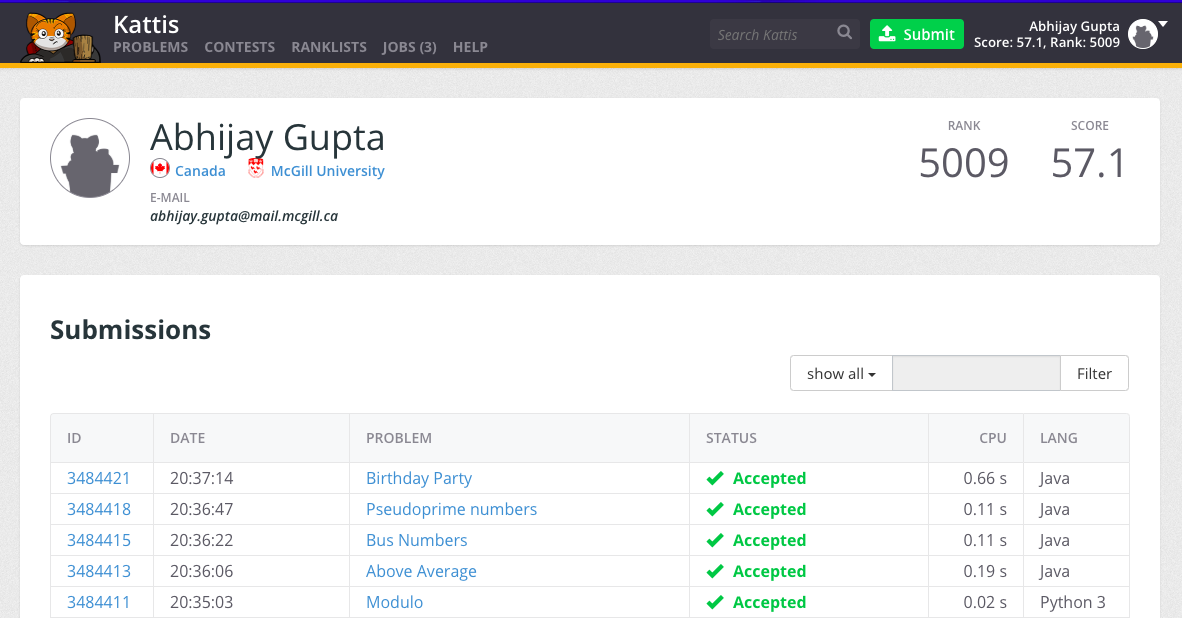 Kattis
PROBLEMS CONTESTS RANKLISTS JOBS (3) HELP
Search Kattis
Submit
Abhijay Gupta
Score: 57.1, Rank: 5009
Abhijay Gupta
Canada McGill University
E-MAIL
abhijay.gupta@mail.mcgill.ca
RANK SCORE
5009 57.1
Submissions
show all Filter
ID DATE PROBLEM STATUS CPU LANG
3484421 20:37:14 Birthday Party Accepted 0.66 s Java
3484418 20:36:47 Pseudoprime numbers Accepted 0.11 s Java
3484415 20:36:22 Bus Numbers Accepted 0.11 s Java
3484413 20:36:06 Above Average Accepted 0.19 s Java
3484411 20:35:03 Modulo Accepted 0.02 s Python 3